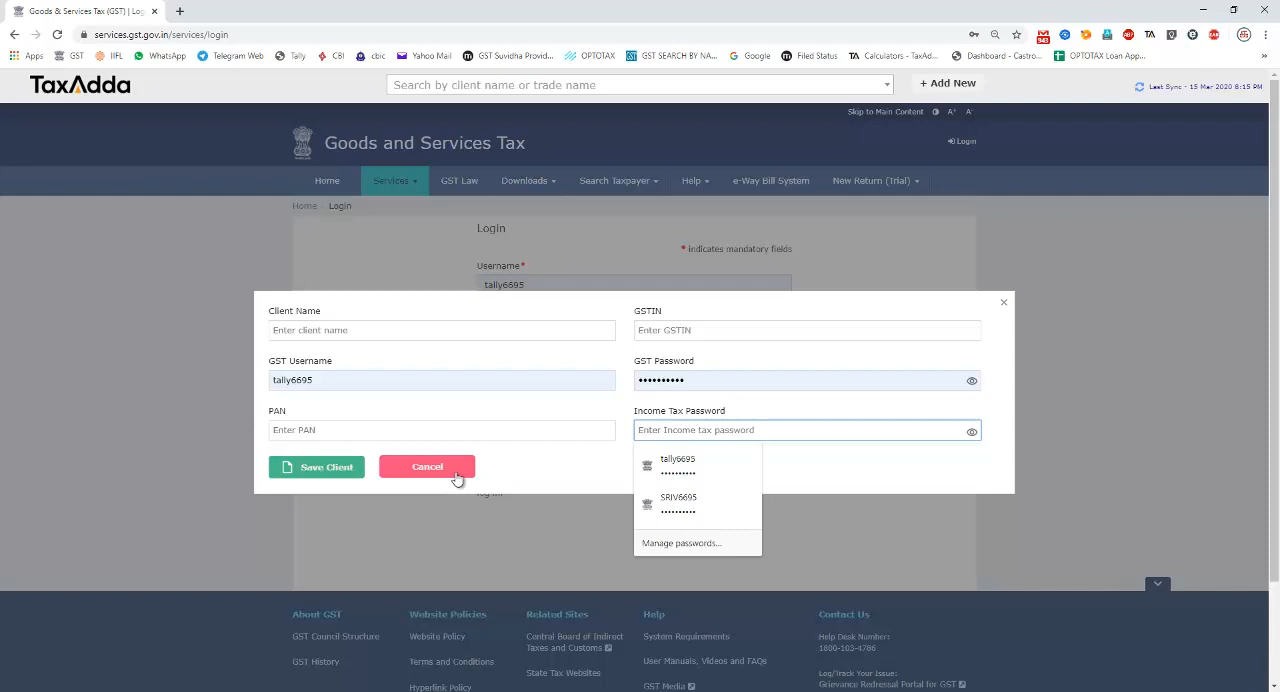 Goods & Services Tax (GST) | Log
services.gst.gov.in/services/login
Apps GST IIFL WhatsApp Telegram Web Tally CSI cbic Yahoo Mail GST Suvidha Provid... OPTOTAX GST SEARCH BY NA... Google Filed Status Calculators - TaxAd... Dashboard - Castro... OPTOTAX Loan App...
TaxAdda
Search by client name or trade name
+ Add New
Last Sync - 15 Mar 2020 8:15 PM
Skip to Main Content A+ A-
Goods and Services Tax
Login
Home Services GST Law Downloads Search Taxpayer Help e-Way Bill System New Return (Trial)
Home Login
Login
* indicates mandatory fields
Username*
tally6695
Client Name
Enter client name
GSTIN
Enter GSTIN
GST Username
tally6695
GST Password
••••••••••
PAN
Enter PAN
Income Tax Password
Enter Income tax password
Save Client
Cancel
tally6695
••••••••••
SRIV6695
••••••••••
Manage passwords...
About GST
GST Council Structure
GST History
Website Policies
Website Policy
Terms and Conditions
Hyperlink Policy
Related Sites
Central Board of Indirect
Taxes and Customs
State Tax Websites
Help
System Requirements
User Manuals, Videos and FAQs
GST Media
Contact Us
Help Desk Number:
1800-103-4786
Log/Track Your Issue:
Grievance Redressal Portal for GST